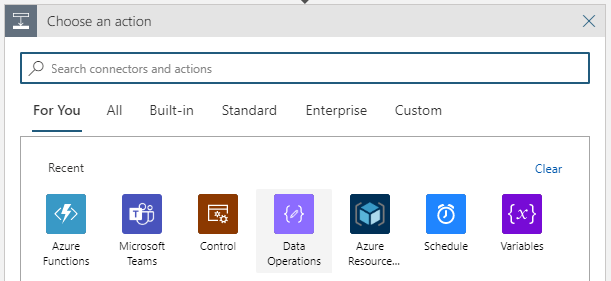 Choose an action
Search connectors and actions
For You All Built-in Standard Enterprise Custom
Recent Clear
Azure Functions Microsoft Teams Control Data Operations Azure Resource... Schedule {x} Variables